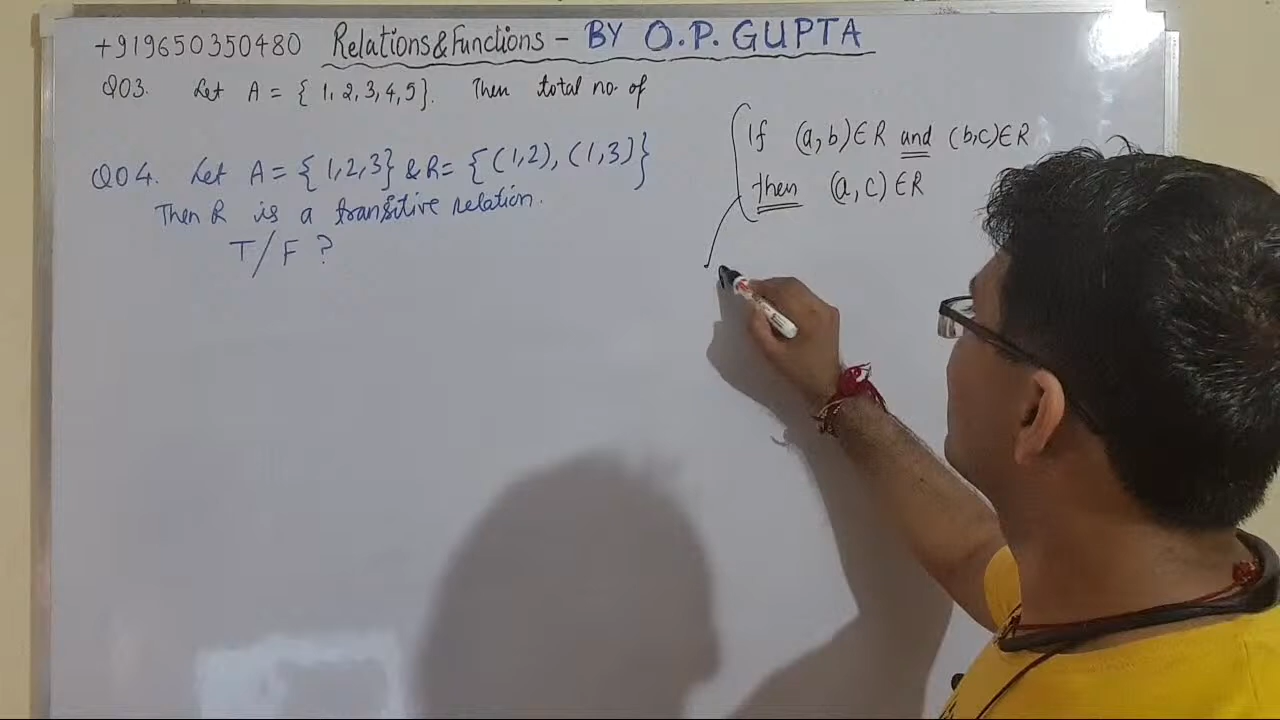 +919650350480 Relations & Functions - BY O.P. GUPTA
Q03. Let A = { 1, 2, 3, 4, 5}. Then total no. of
Q04. Let A = {1,2,3} & R = {(1,2), (1,3)}
Then R is a transitive relation.
T/F ?
If (a,b) ∈ R and (b,c) ∈ R
then (a,c) ∈ R